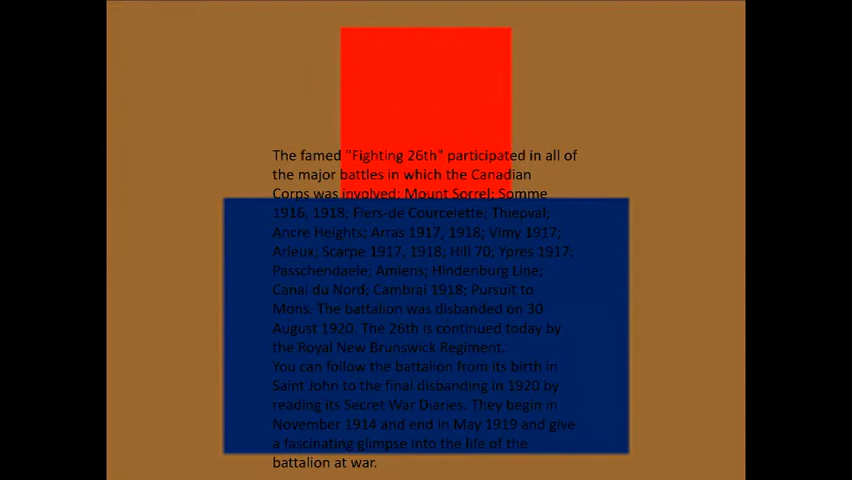 The famed "Fighting 26th" participated in all of
the major battles in which the Canadian
Corps was involved: Mount Sorrel; Somme
1916, 1918; Flers-de Courcelette; Thiepval;
Ancre Heights; Arras 1917, 1918; Vimy 1917;
Arleux; Scarpe 1917, 1918; Hill 70; Ypres 1917;
Passchendaele; Amiens; Hindenburg Line;
Canal du Nord; Cambrai 1918; Pursuit to
Mons. The battalion was disbanded on 30
August 1920. The 26th is continued today by
the Royal New Brunswick Regiment.
You can follow the battalion from its birth in
Saint John to the final disbanding in 1920 by
reading its Secret War Diaries. They begin in
November 1914 and end in May 1919 and give
a fascinating glimpse into the life of the
battalion at war.